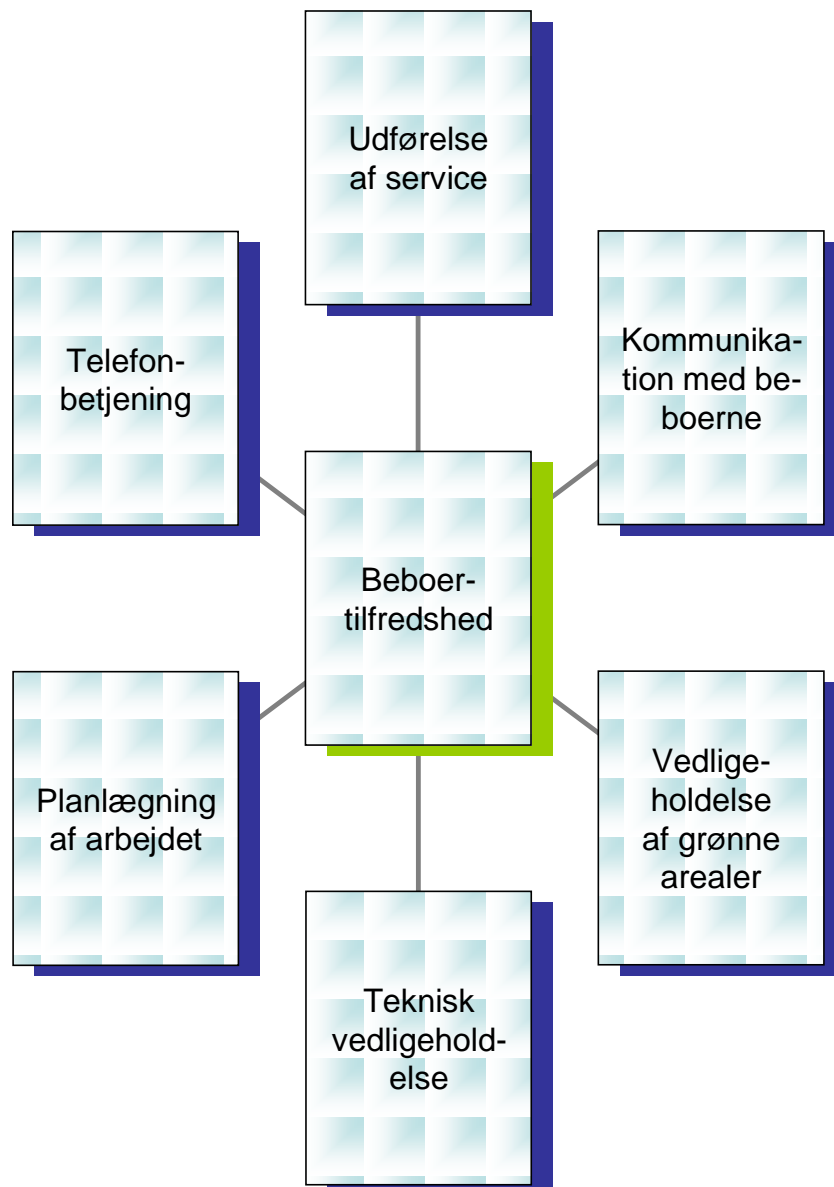 Udførelse
af service
Telefon-
betjening
Kommunika-
tion med be-
boerne
Beboer-
tilfredshed
Planlægning
af arbejdet
Vedlige-
holdelse
af grønne
arealer
Teknisk
vedligehold-
else